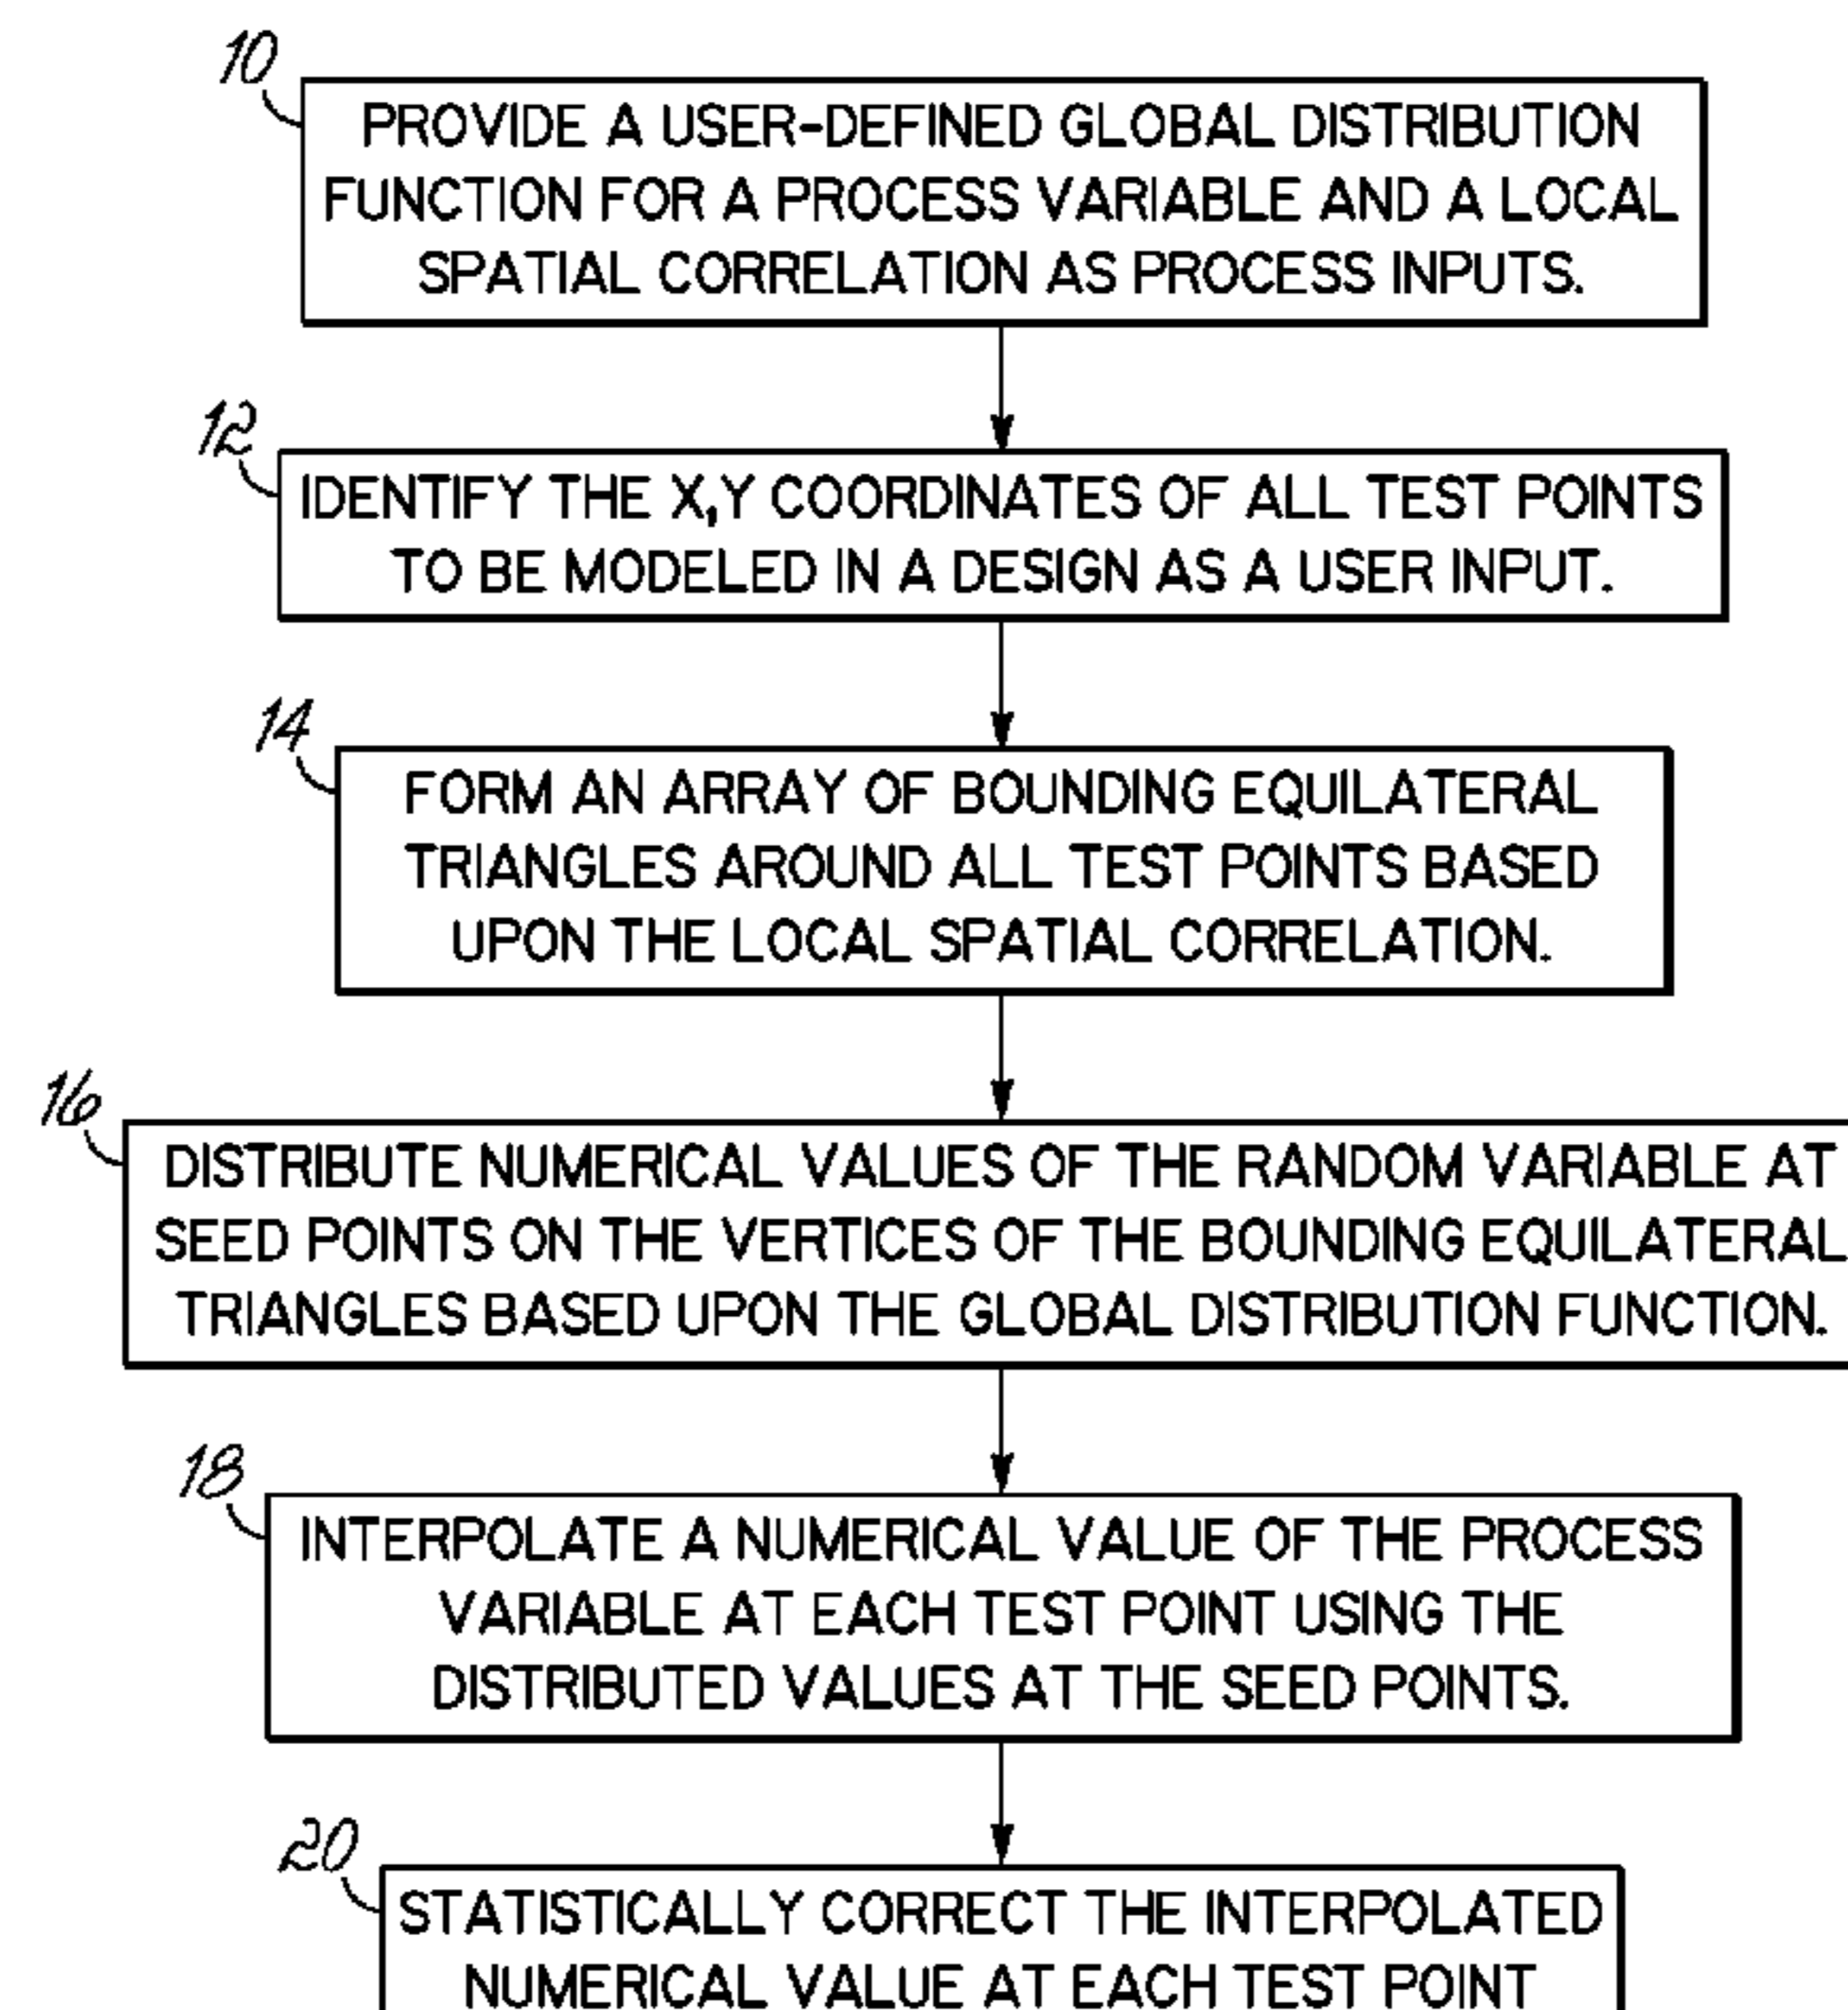 10
PROVIDE A USER-DEFINED GLOBAL DISTRIBUTION
FUNCTION FOR A PROCESS VARIABLE AND A LOCAL
SPATIAL CORRELATION AS PROCESS INPUTS.
12
IDENTIFY THE X,Y COORDINATES OF ALL TEST POINTS
TO BE MODELED IN A DESIGN AS A USER INPUT.
14
FORM AN ARRAY OF BOUNDING EQUILATERAL
TRIANGLES AROUND ALL TEST POINTS BASED
UPON THE LOCAL SPATIAL CORRELATION.
16
DISTRIBUTE NUMERICAL VALUES OF THE RANDOM VARIABLE AT
SEED POINTS ON THE VERTICES OF THE BOUNDING EQUILATERAL
TRIANGLES BASED UPON THE GLOBAL DISTRIBUTION FUNCTION.
18
INTERPOLATE A NUMERICAL VALUE OF THE PROCESS
VARIABLE AT EACH TEST POINT USING THE
DISTRIBUTED VALUES AT THE SEED POINTS.
20
STATISTICALLY CORRECT THE INTERPOLATED
NUMERICAL VALUE AT EACH TEST POINT